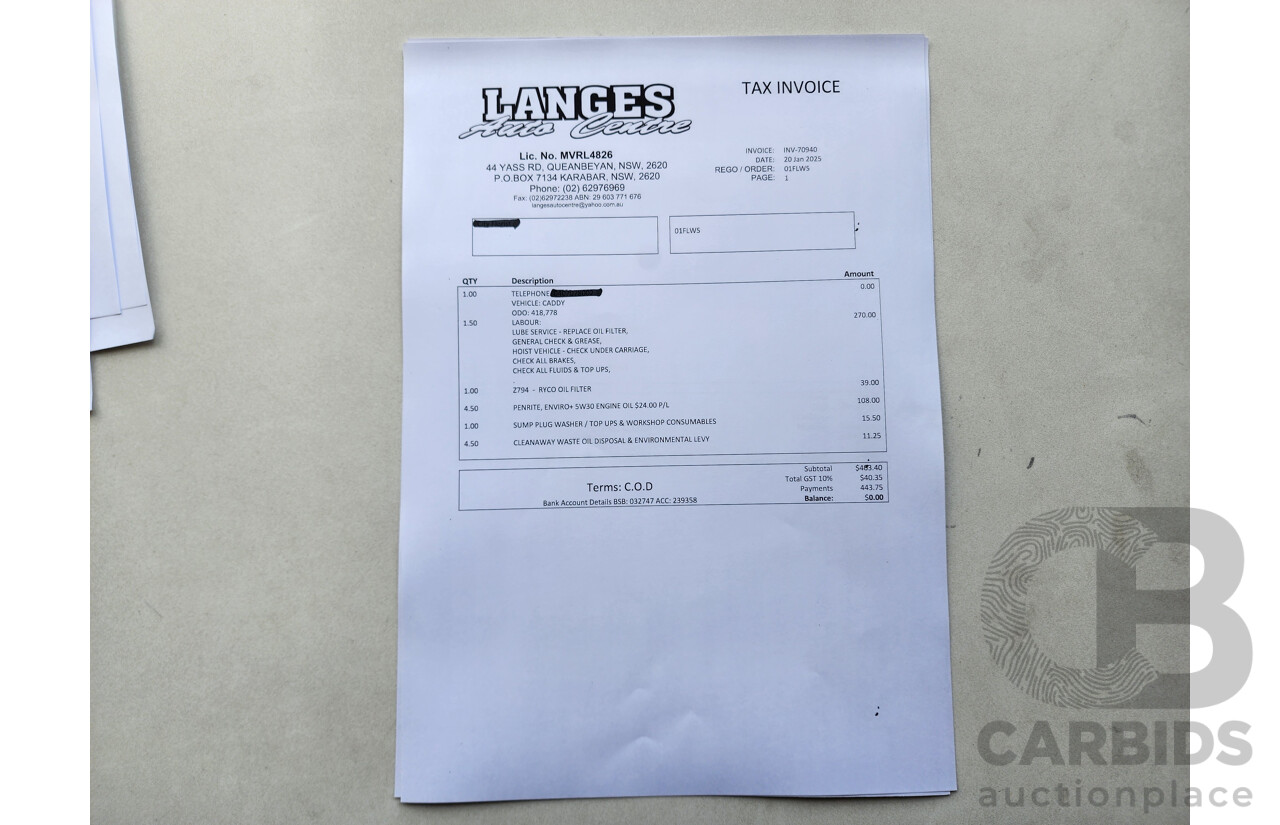 LANGES
Auto Centre
TAX INVOICE
Lic. No. MVRL4826
44 YASS RD, QUEANBEYAN, NSW, 2620
P.O.BOX 7134 KARABAR, NSW, 2620
Phone: (02) 62976969
Fax: (02)62972238 ABN: 29 603 771 676
langesautocentre@yahoo.com.au
INVOICE: INV-70940
DATE: 20 Jan 2025
REGO / ORDER: 01FLW5
PAGE: 1
01FLW5
QTY Description Amount
1.00 TELEPHONE 0.00
VEHICLE: CADDY
ODO: 418,778
1.50 LABOUR: 270.00
LUBE SERVICE - REPLACE OIL FILTER,
GENERAL CHECK & GREASE,
HOIST VEHICLE - CHECK UNDER CARRIAGE,
CHECK ALL BRAKES,
CHECK ALL FLUIDS & TOP UPS,
.
1.00 Z794 - RYCO OIL FILTER 39.00
4.50 PENRITE, ENVIRO+ 5W30 ENGINE OIL $24.00 P/L 108.00
1.00 SUMP PLUG WASHER / TOP UPS & WORKSHOP CONSUMABLES 15.50
4.50 CLEANAWAY WASTE OIL DISPOSAL & ENVIRONMENTAL LEVY 11.25
Terms: C.O.D
Bank Account Details BSB: 032747 ACC: 239358
Subtotal $403.40
Total GST 10% $40.35
Payments 443.75
Balance: $0.00
CB
CARBIDS
auctionplace